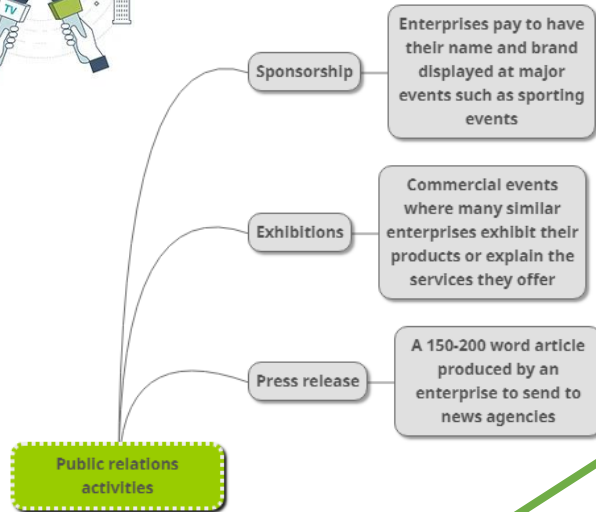 TV
Sponsorship
Enterprises pay to have
their name and brand
displayed at major
events such as sporting
events
Exhibitions
Commercial events
where many similar
enterprises exhibit their
products or explain the
services they offer
Press release
A 150-200 word article
produced by an
enterprise to send to
news agencies
Public relations
activities